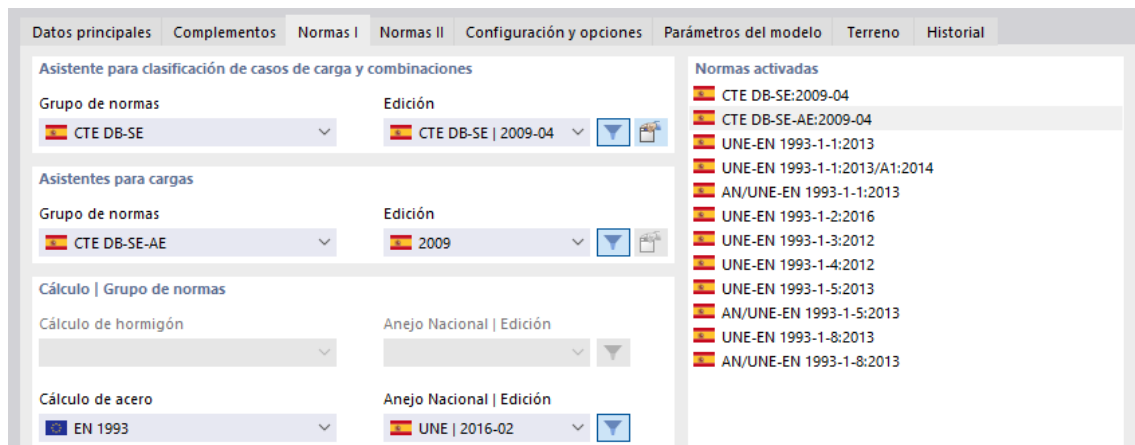 Datos principales Complementos Normas I Normas II Configuración y opciones Parámetros del modelo Terreno Historial
Asistente para clasificación de casos de carga y combinaciones
Grupo de normas Edición
CTE DB-SE CTE DB-SE | 2009-04
Asistentes para cargas
Grupo de normas Edición
CTE DB-SE-AE 2009
Cálculo | Grupo de normas
Cálculo de hormigón Anejo Nacional | Edición
Cálculo de acero Anejo Nacional | Edición
EN 1993 UNE | 2016-02
Normas activadas
CTE DB-SE:2009-04
CTE DB-SE-AE:2009-04
UNE-EN 1993-1-1:2013
UNE-EN 1993-1-1:2013/A1:2014
AN/UNE-EN 1993-1-1:2013
UNE-EN 1993-1-2:2016
UNE-EN 1993-1-3:2012
UNE-EN 1993-1-4:2012
UNE-EN 1993-1-5:2013
AN/UNE-EN 1993-1-5:2013
UNE-EN 1993-1-8:2013
AN/UNE-EN 1993-1-8:2013